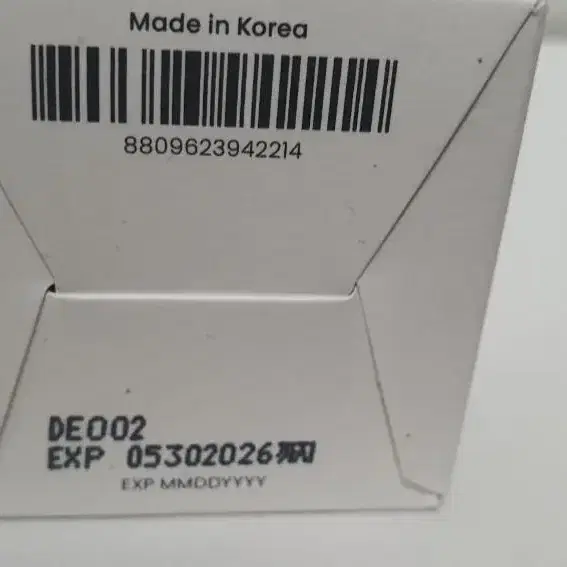 Made in Korea
8809623942214
DE002
EXP 05302026
EXP MMDDYYYY